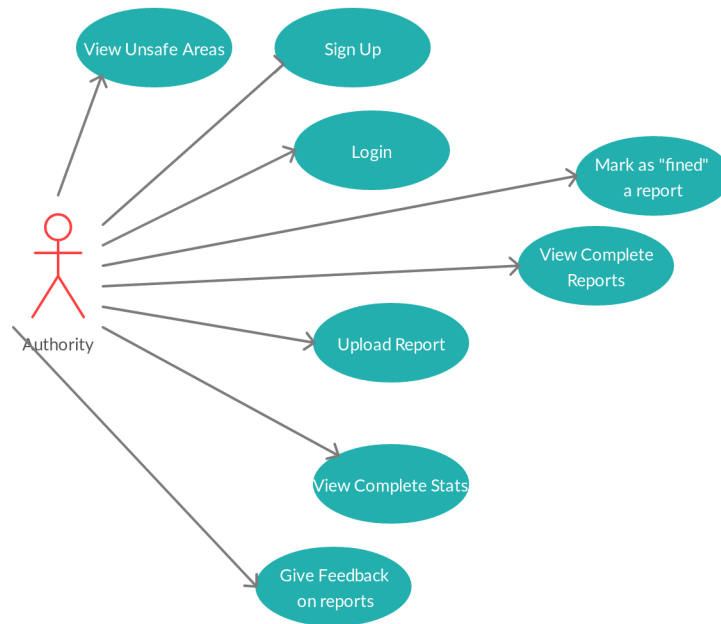 View Unsafe Areas
Sign Up
Login
Mark as "fined"
a report
View Complete
Reports
Authority
Upload Report
View Complete Stats
Give Feedback
on reports